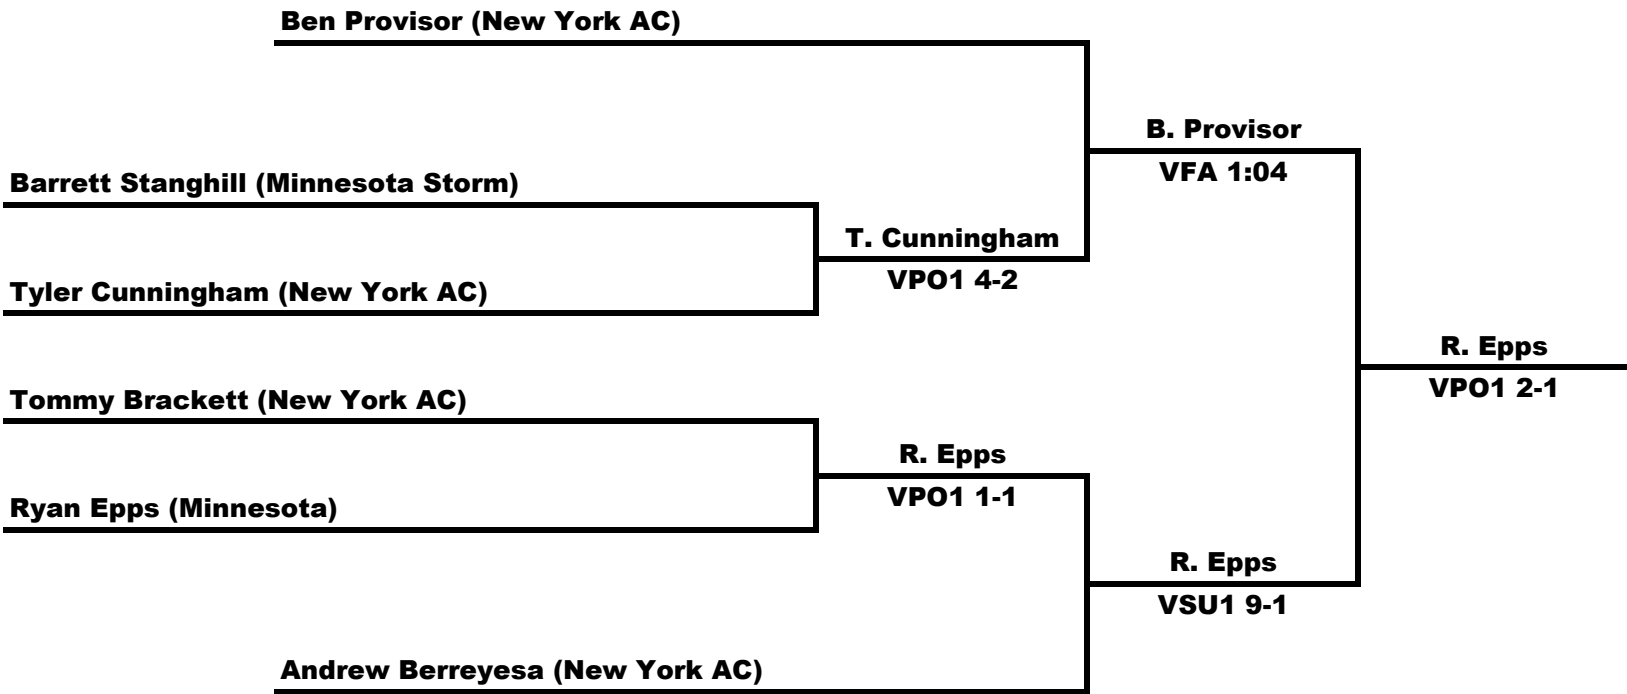 Ben Provisor (New York AC)
B. Provisor
VFA 1:04
Barrett Stanghill (Minnesota Storm)
T. Cunningham
VPO1 4-2
Tyler Cunningham (New York AC)
R. Epps
VPO1 2-1
Tommy Brackett (New York AC)
R. Epps
VPO1 1-1
Ryan Epps (Minnesota)
R. Epps
VSU1 9-1
Andrew Berreyesa (New York AC)